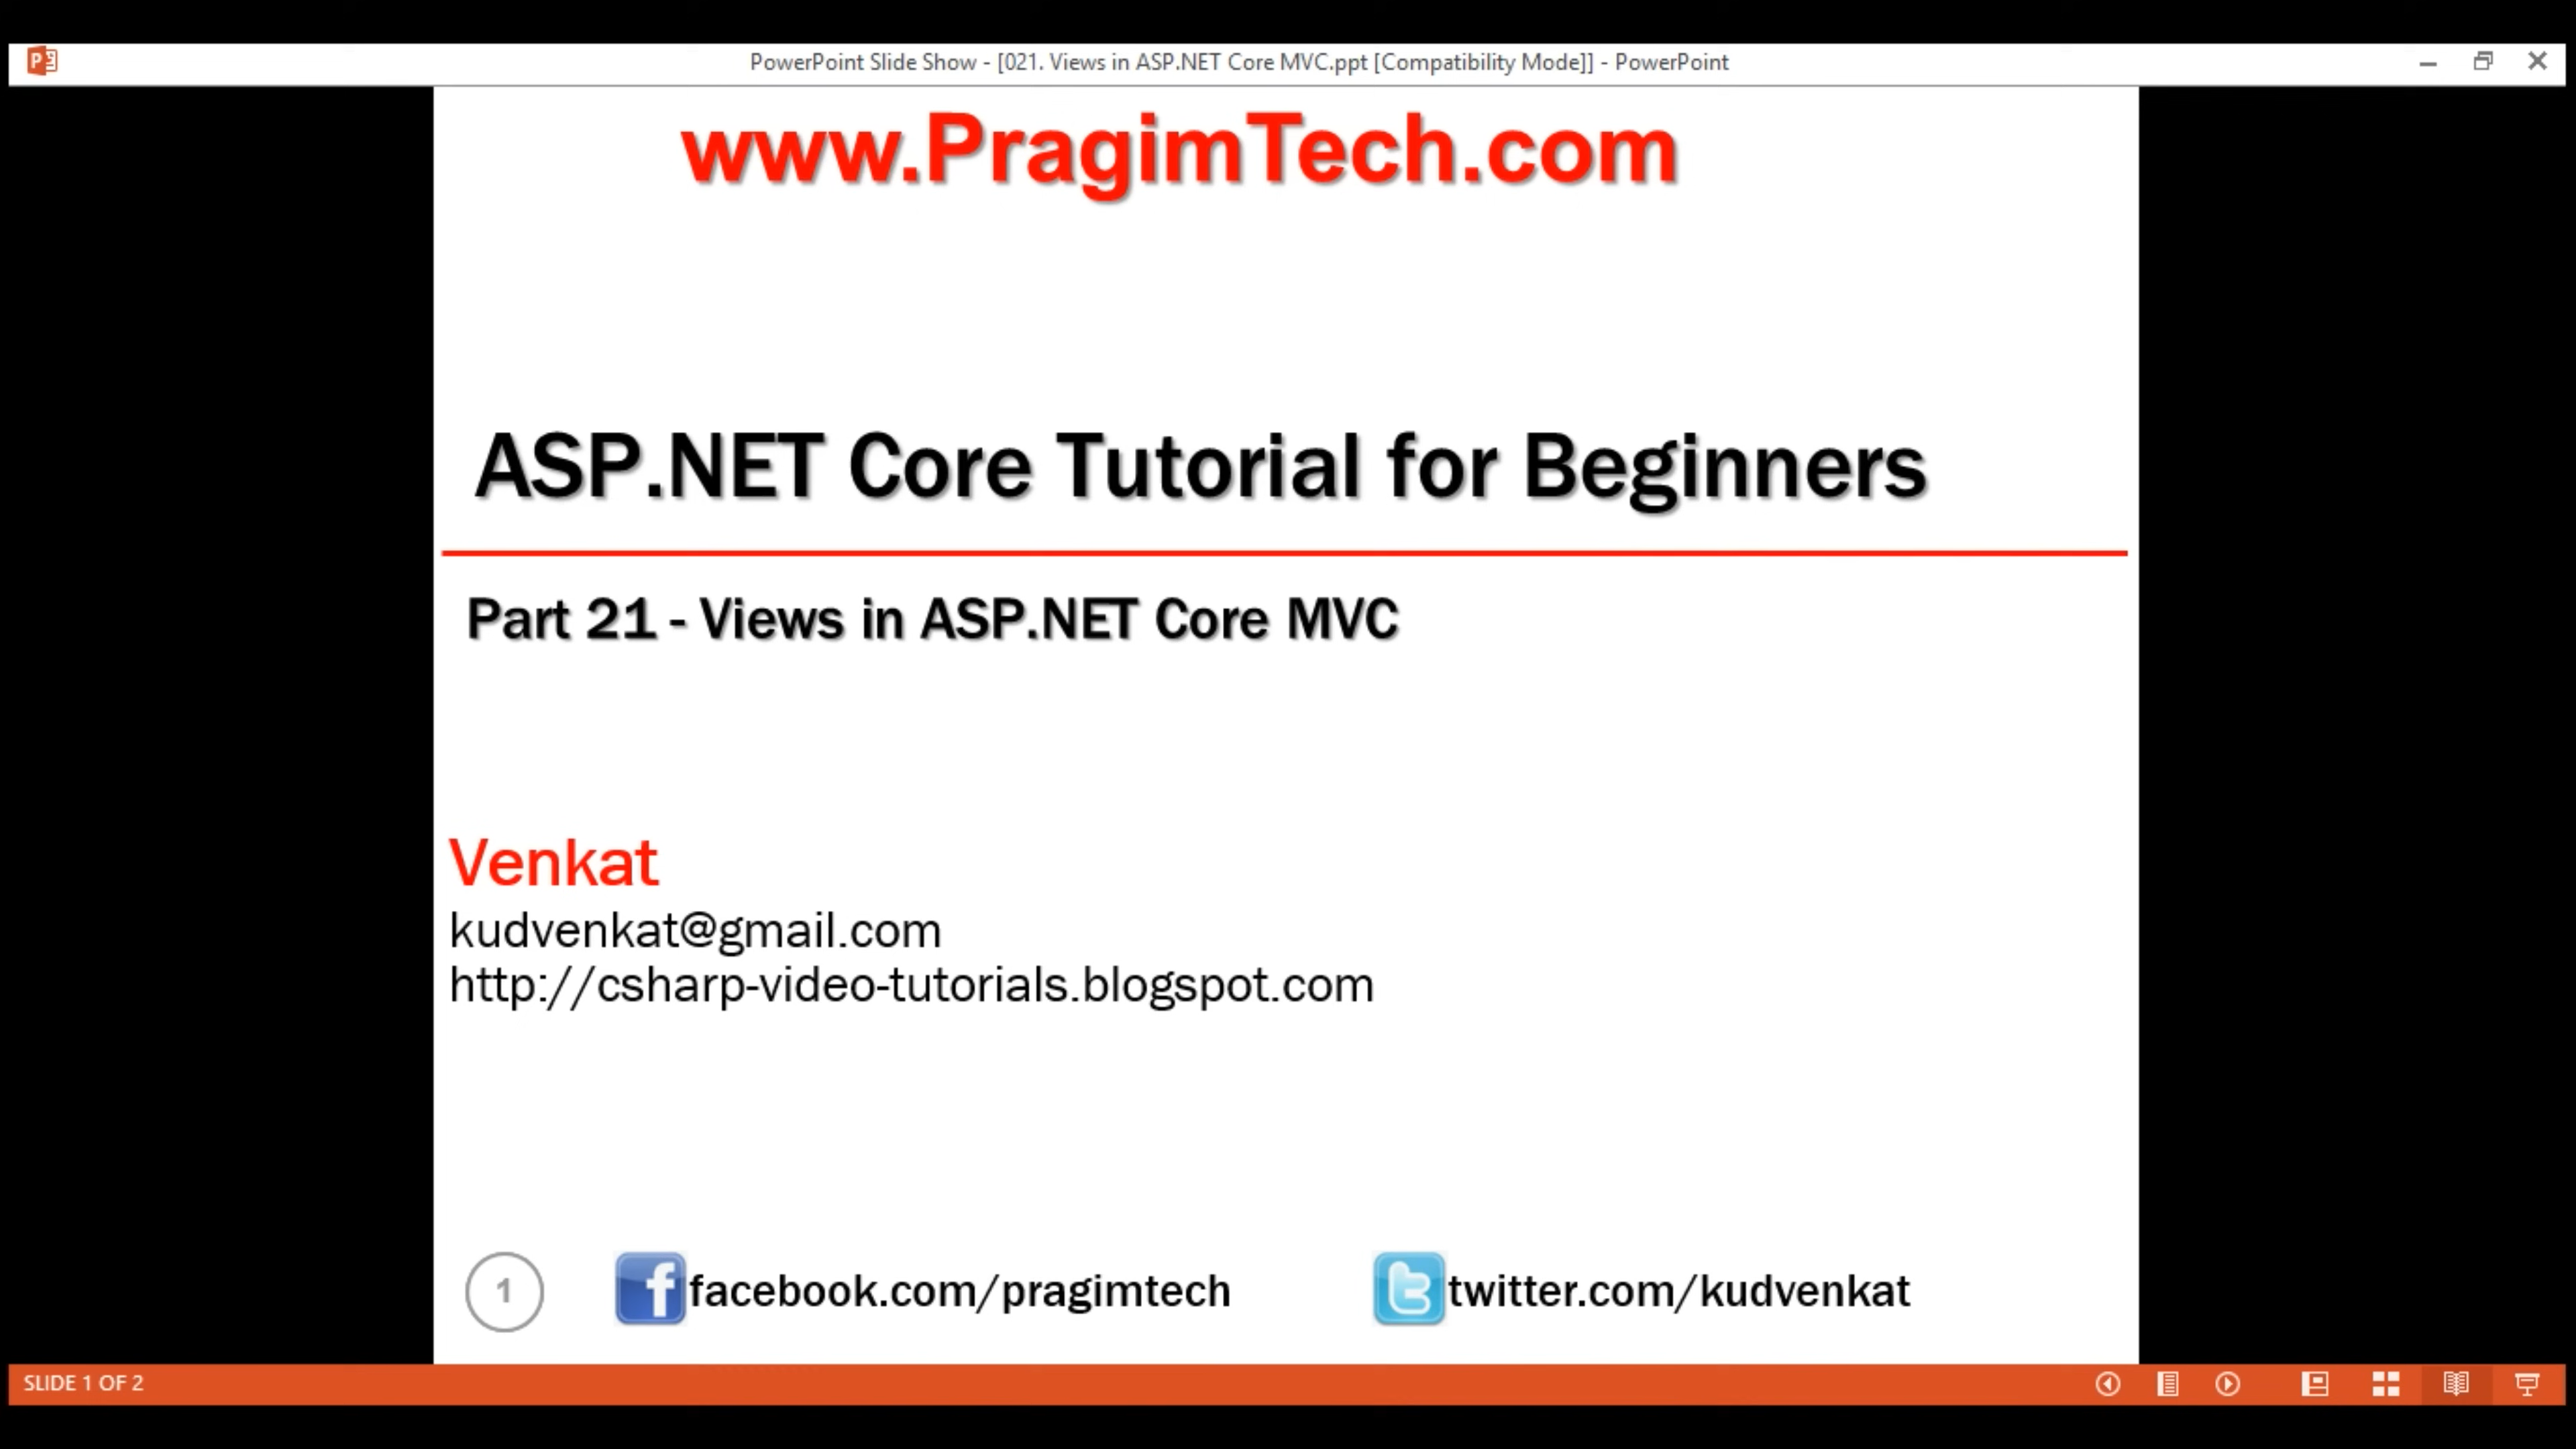 PowerPoint Slide Show - [021. Views in ASP.NET Core MVC.ppt [Compatibility Mode]] - PowerPoint
www.PragimTech.com
ASP.NET Core Tutorial for Beginners
Part 21 - Views in ASP.NET Core MVC
Venkat
kudvenkat@gmail.com
http://csharp-video-tutorials.blogspot.com
1
facebook.com/pragimtech
twitter.com/kudvenkat
SLIDE 1 OF 2